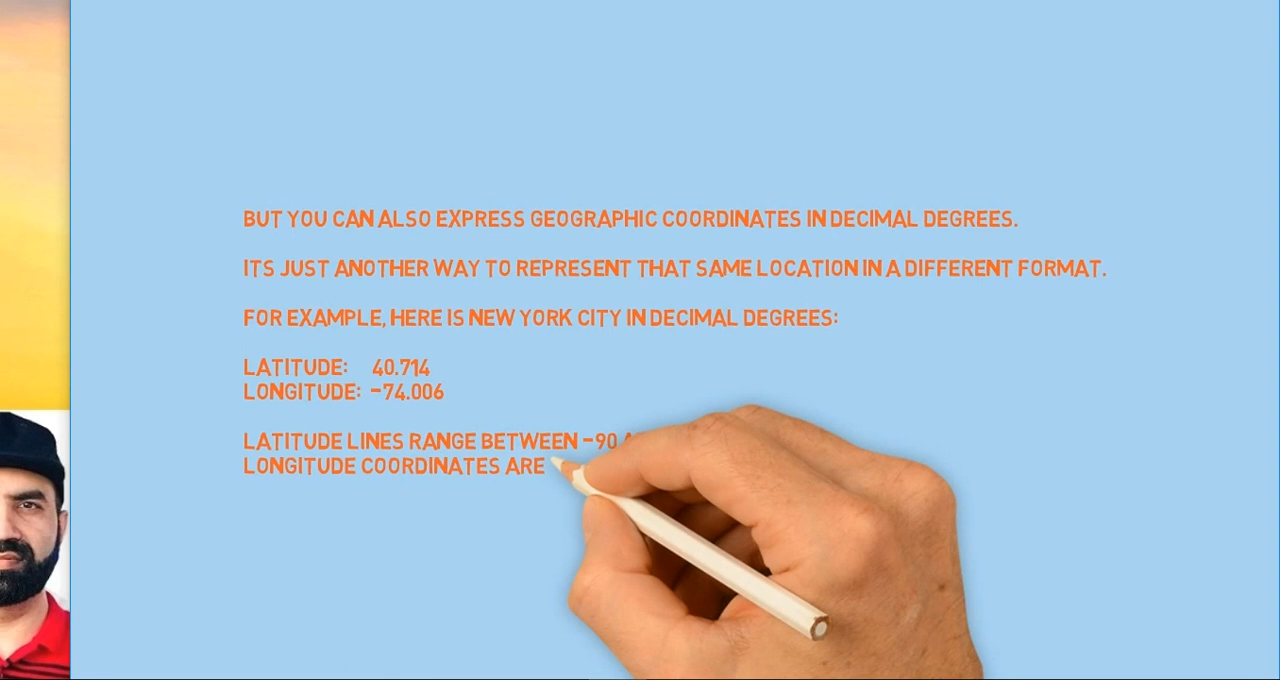 BUT YOU CAN ALSO EXPRESS GEOGRAPHIC COORDINATES IN DECIMAL DEGREES.
ITS JUST ANOTHER WAY TO REPRESENT THAT SAME LOCATION IN A DIFFERENT FORMAT.
FOR EXAMPLE, HERE IS NEW YORK CITY IN DECIMAL DEGREES:
LATITUDE: 40.714
LONGITUDE: -74.006
LATITUDE LINES RANGE BETWEEN -90
LONGITUDE COORDINATES ARE